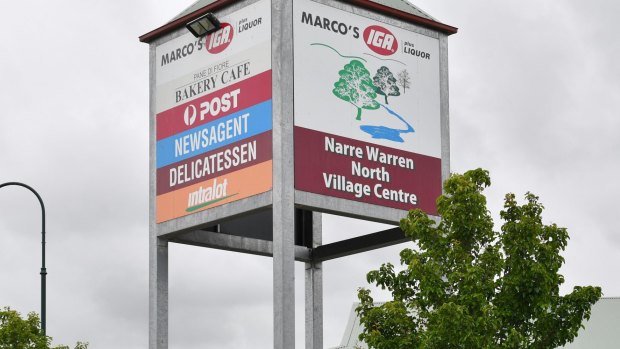 MARCO'S IGA plus LIQUOR
PANE DI FIORE
BAKERY CAFE
POST
NEWSAGENT
DELICATESSEN
intralot
MARCO'S IGA plus LIQUOR
Narre Warren
North
Village Centre